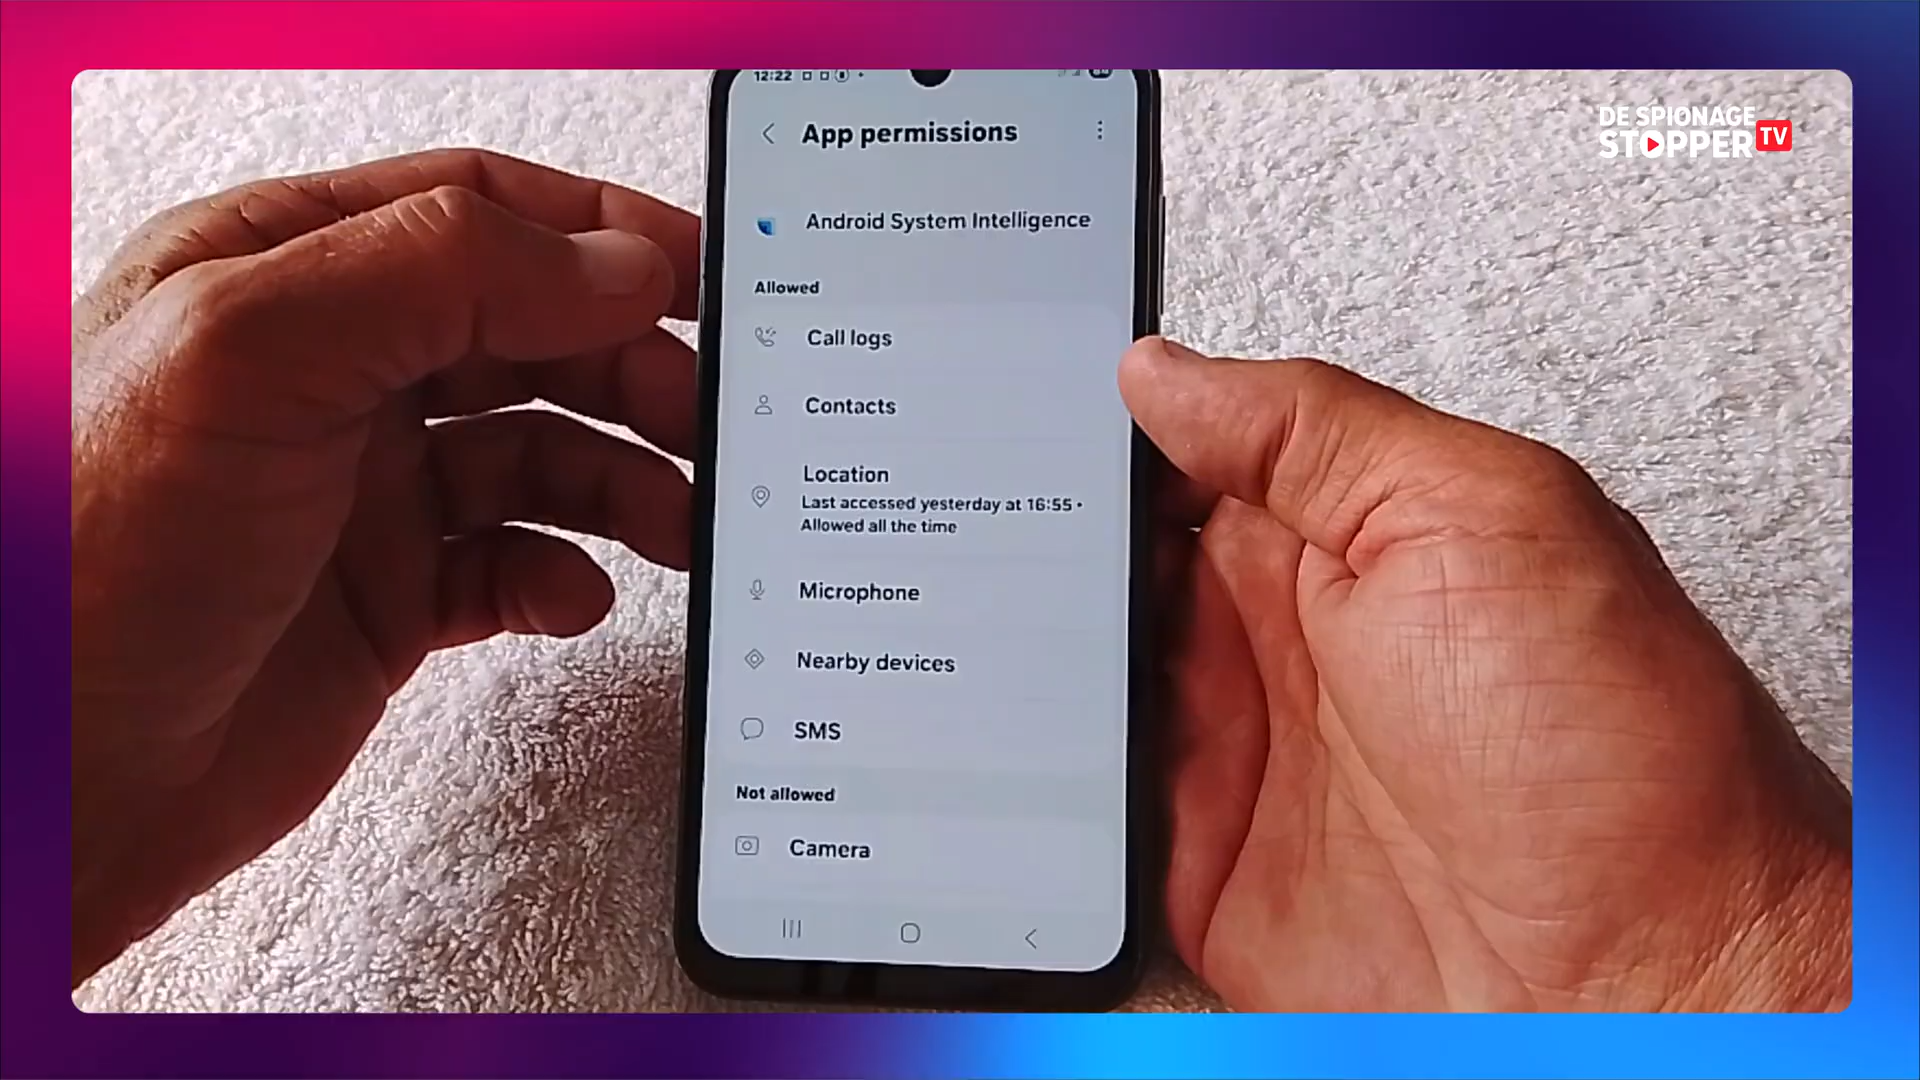 12:22
App permissions
Android System Intelligence
Allowed
Call logs
Contacts
Location
Last accessed yesterday at 16:55 •
Allowed all the time
Microphone
Nearby devices
SMS
Not allowed
Camera
DE SPIONAGE
STOPPER TV